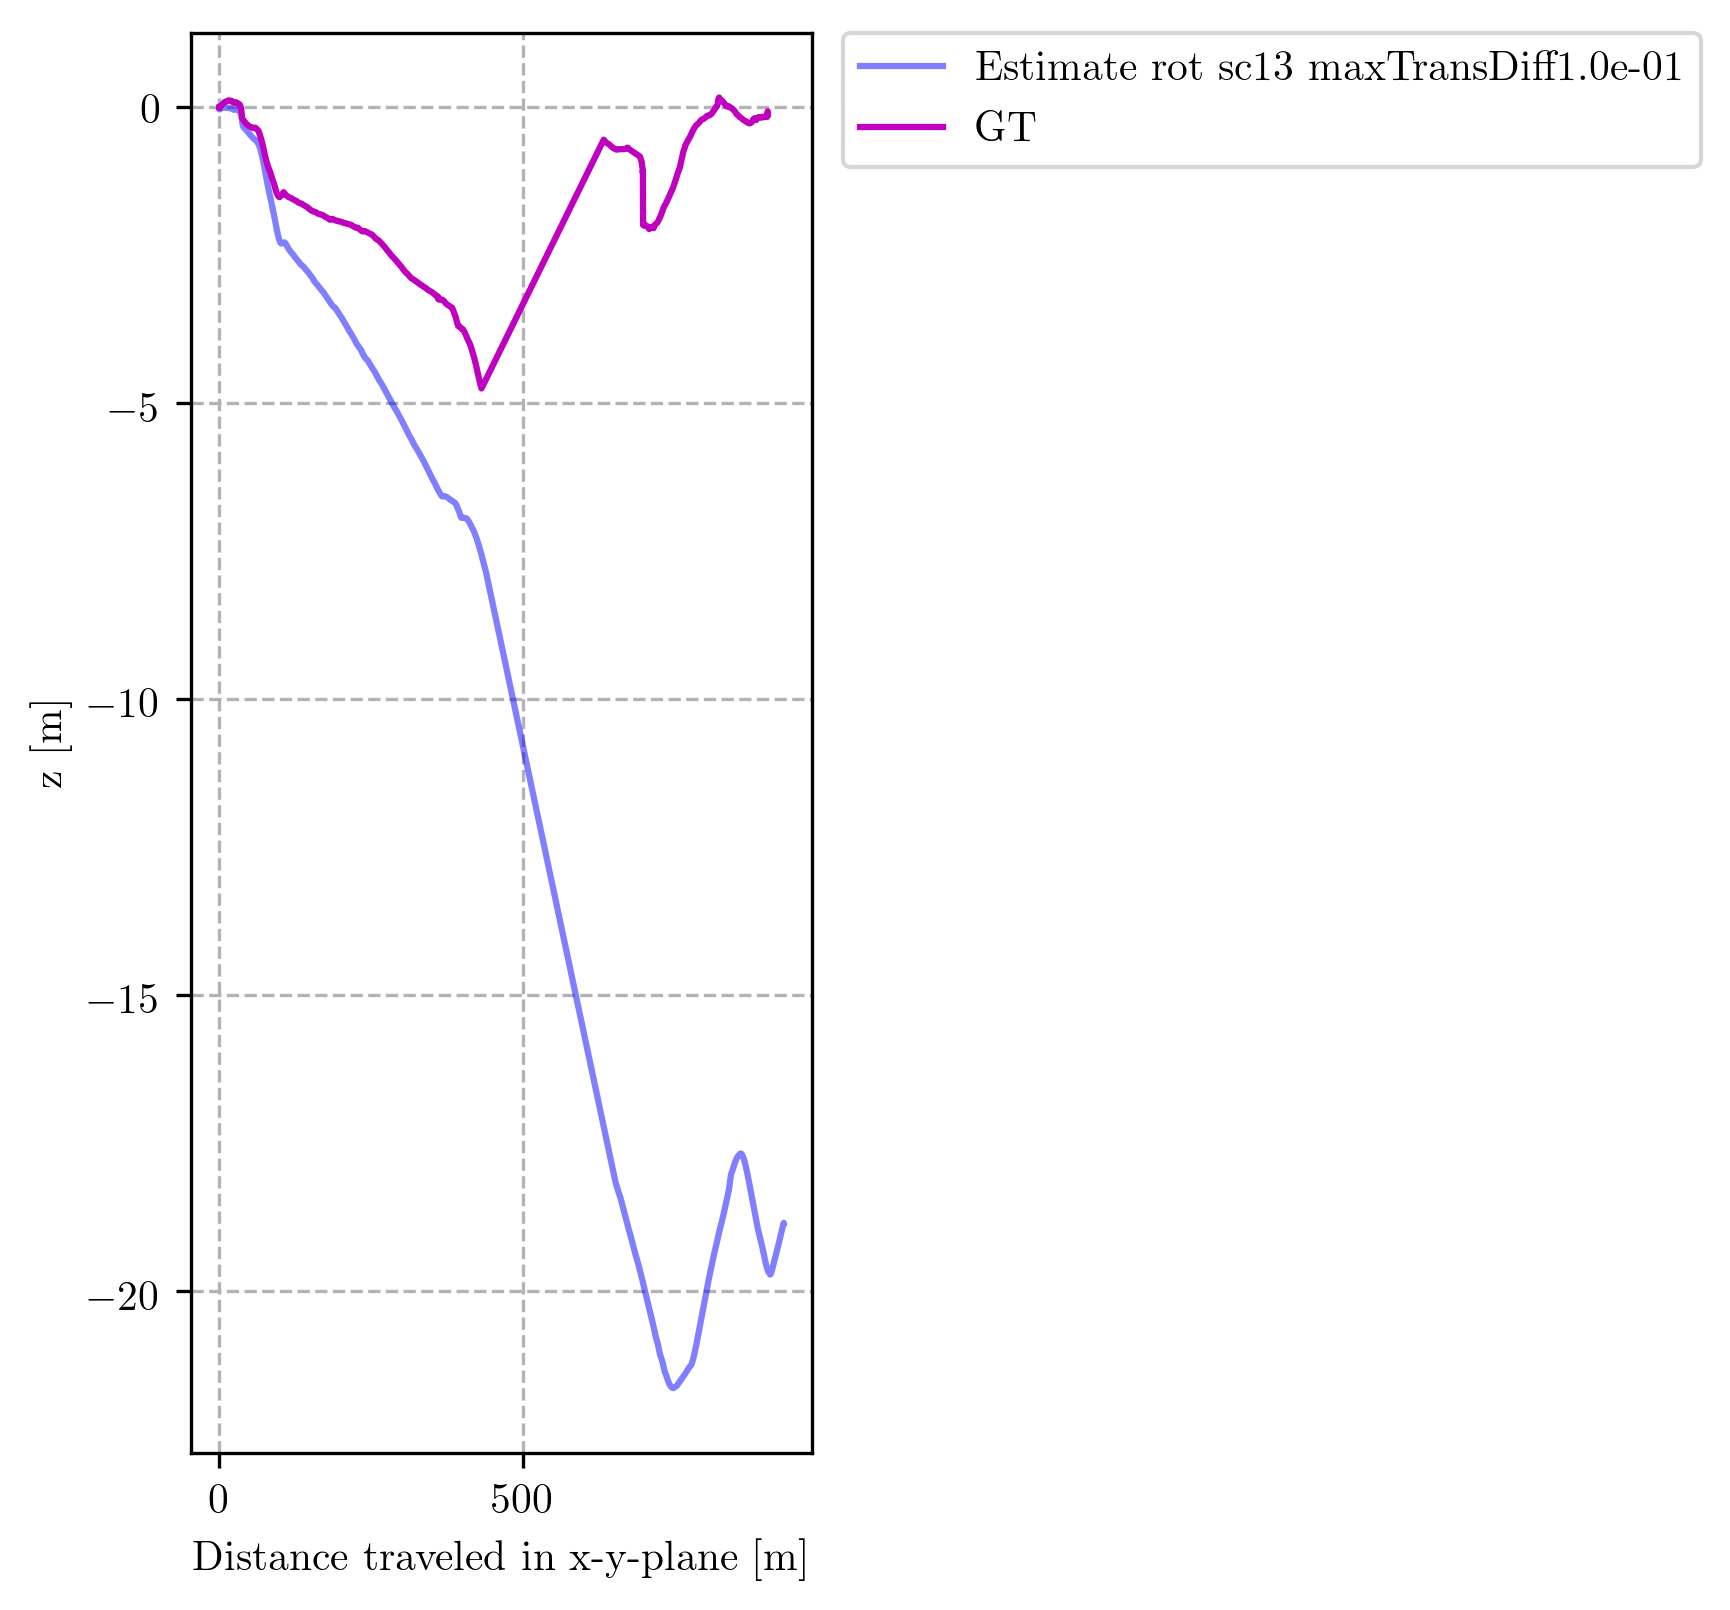 Estimate rot sc13 maxTransDiff1.0e-01
GT
0
−5
−10
−15
−20
z [m]
0 500
Distance traveled in x-y-plane [m]